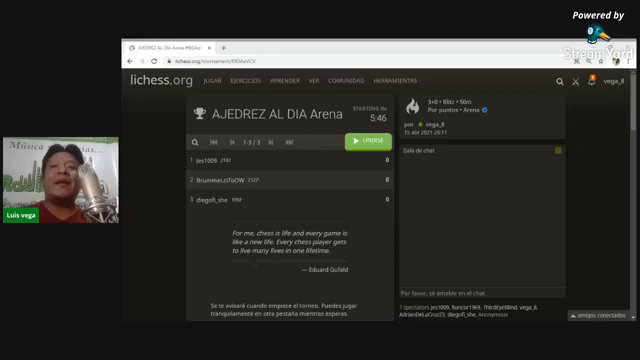 Powered by
StreamYard
AJEDREZ AL DIA Arena
lichess.org/tournament/
lichess.org
JUGAR EJERCICIOS APRENDER VER COMUNIDAD HERRAMIENTAS
vega_8
AJEDREZ AL DIA Arena
STARTING IN
5:46
1-3 / 3
UNIRSE
1 Jes1009 2192 0
2 0
3 diegofi_she 0
For me, chess is life and every game is
like a new life. Every chess player gets
to live many lives in one lifetime.
— Eduard Gufeld
Se te avisará cuando empiece el torneo. Puedes jugar
tranquilamente en otra pestaña mientras esperas.
3+0 • Blitz • 50m
Por puntos • Arena
por vega_8
15 abr 2021 20:11
Sala de chat
Por favor, sé amable en el chat
7 spectators Jes1009, lluncor1969, ThirdEyeBlind, vega_8,
AdrianDeLaCruz23, diegofi_she, Anonymous
amigos conectados
Música
Luis vega